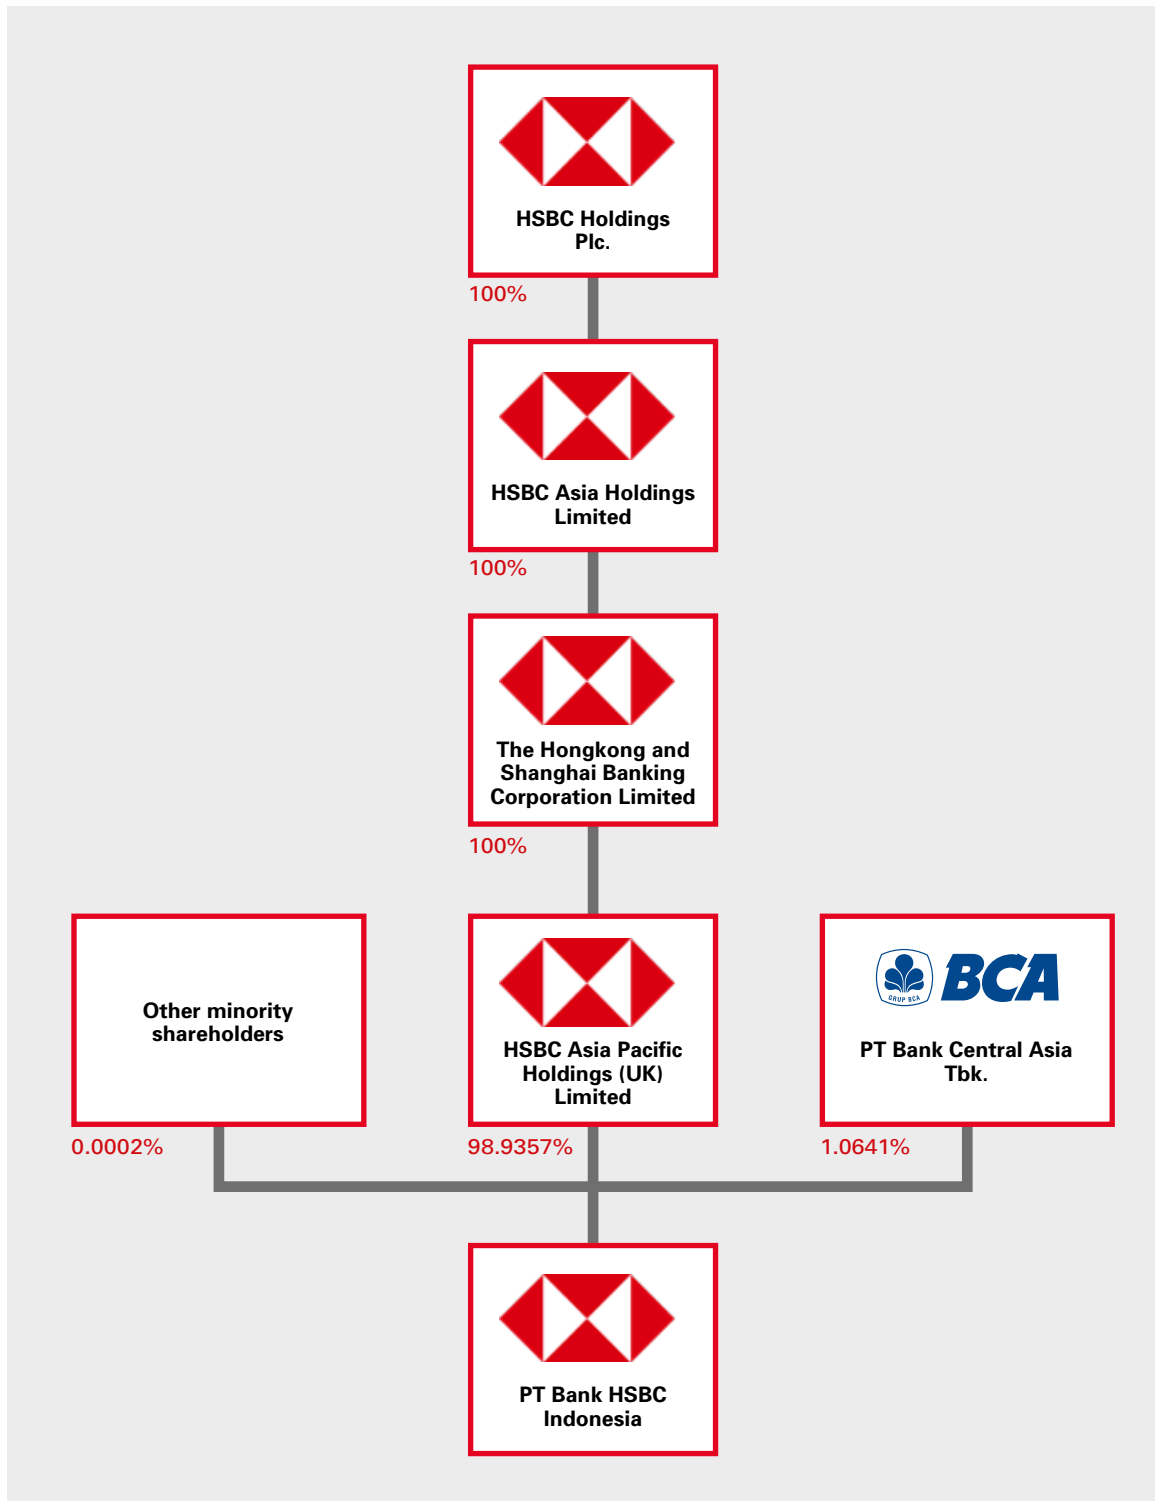 HSBC Holdings
Plc.
100%
HSBC Asia Holdings
Limited
100%
The Hongkong and
Shanghai Banking
Corporation Limited
100%
Other minority
shareholders
0.0002%
HSBC Asia Pacific
Holdings (UK)
Limited
98.9357%
GRUP BCA
BCA
PT Bank Central Asia
Tbk.
1.0641%
PT Bank HSBC
Indonesia